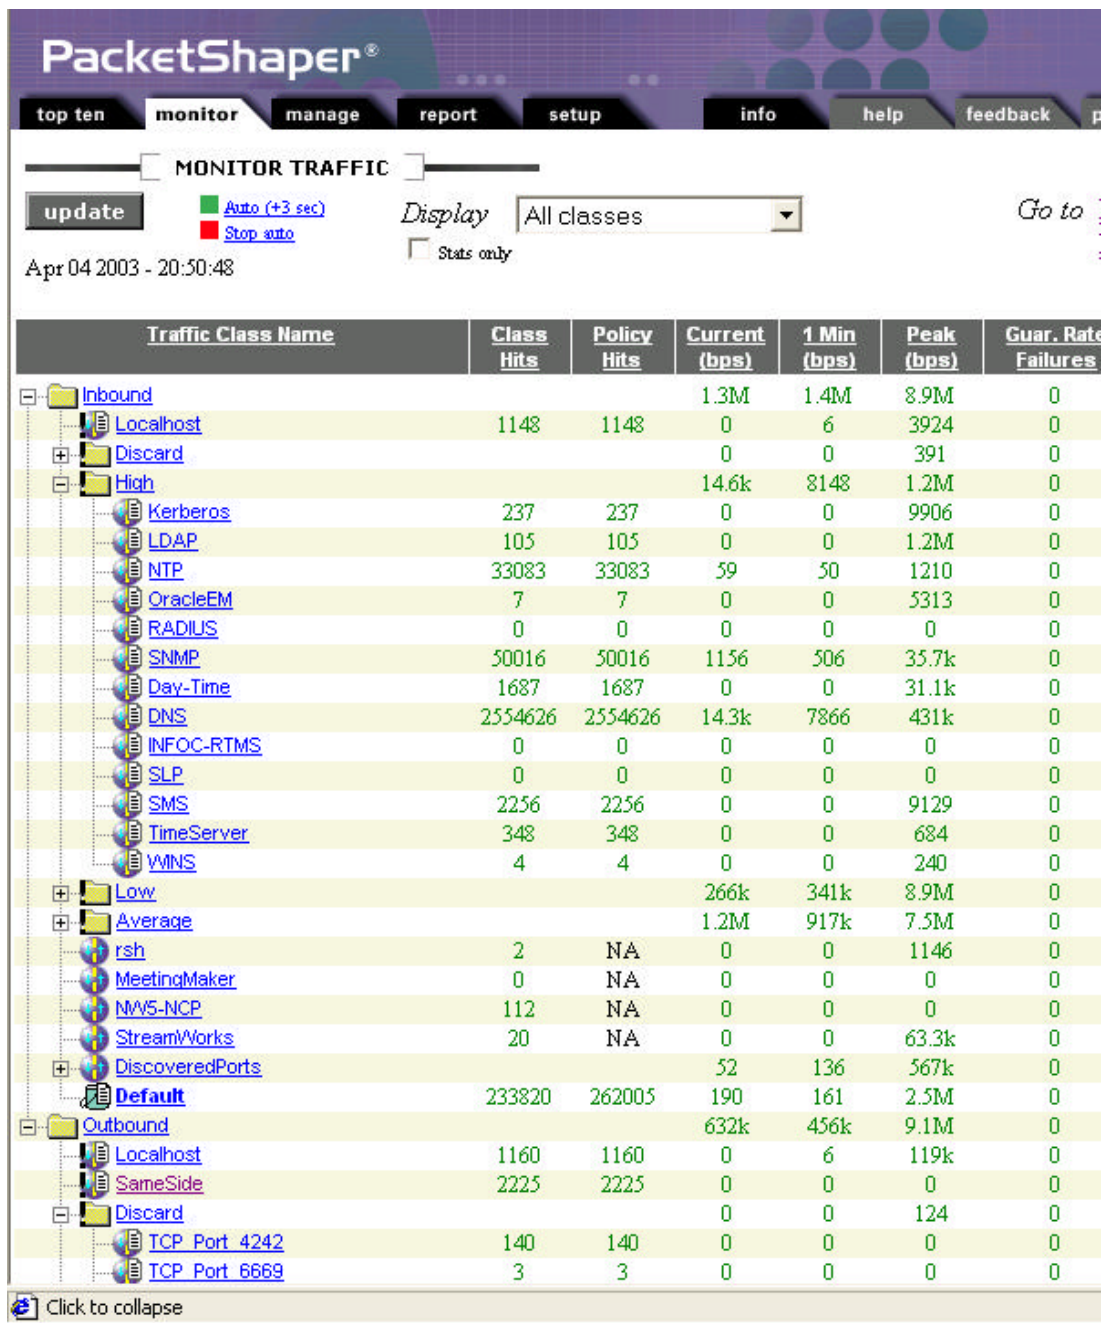 PacketShaper®
top ten monitor manage report setup info help feedback
MONITOR TRAFFIC
update Auto (+3 sec) Display All classes Go to
Stop auto
Stats only
Apr 04 2003 - 20:50:48
Traffic Class Name Class Hits Policy Hits Current (bps) 1 Min (bps) Peak (bps) Guar. Rate Failures
Inbound 1.3M 1.4M 8.9M 0
Localhost 1148 1148 0 6 3924 0
Discard 0 0 391 0
High 14.6k 8148 1.2M 0
Kerberos 237 237 0 0 9906 0
LDAP 105 105 0 0 1.2M 0
NTP 33083 33083 59 50 1210 0
OracleEM 7 7 0 0 5313 0
RADIUS 0 0 0 0 0 0
SNMP 50016 50016 1156 506 35.7k 0
Day-Time 1687 1687 0 0 31.1k 0
DNS 2554626 2554626 14.3k 7866 431k 0
INFOC-RTMS 0 0 0 0 0 0
SLP 0 0 0 0 0 0
SMS 2256 2256 0 0 9129 0
TimeServer 348 348 0 0 684 0
WINS 4 4 0 0 240 0
Low 266k 341k 8.9M 0
Average 1.2M 917k 7.5M 0
rsh 2 NA 0 0 1146 0
MeetingMaker 0 NA 0 0 0 0
NW5-NCP 112 NA 0 0 0 0
StreamWorks 20 NA 0 0 63.3k 0
DiscoveredPorts 52 136 567k 0
Default 233820 262005 190 161 2.5M 0
Outbound 632k 456k 9.1M 0
Localhost 1160 1160 0 6 119k 0
SameSide 2225 2225 0 0 0 0
Discard 0 0 124 0
TCP_Port_4242 140 140 0 0 0 0
TCP_Port_6669 3 3 0 0 0 0
Click to collapse